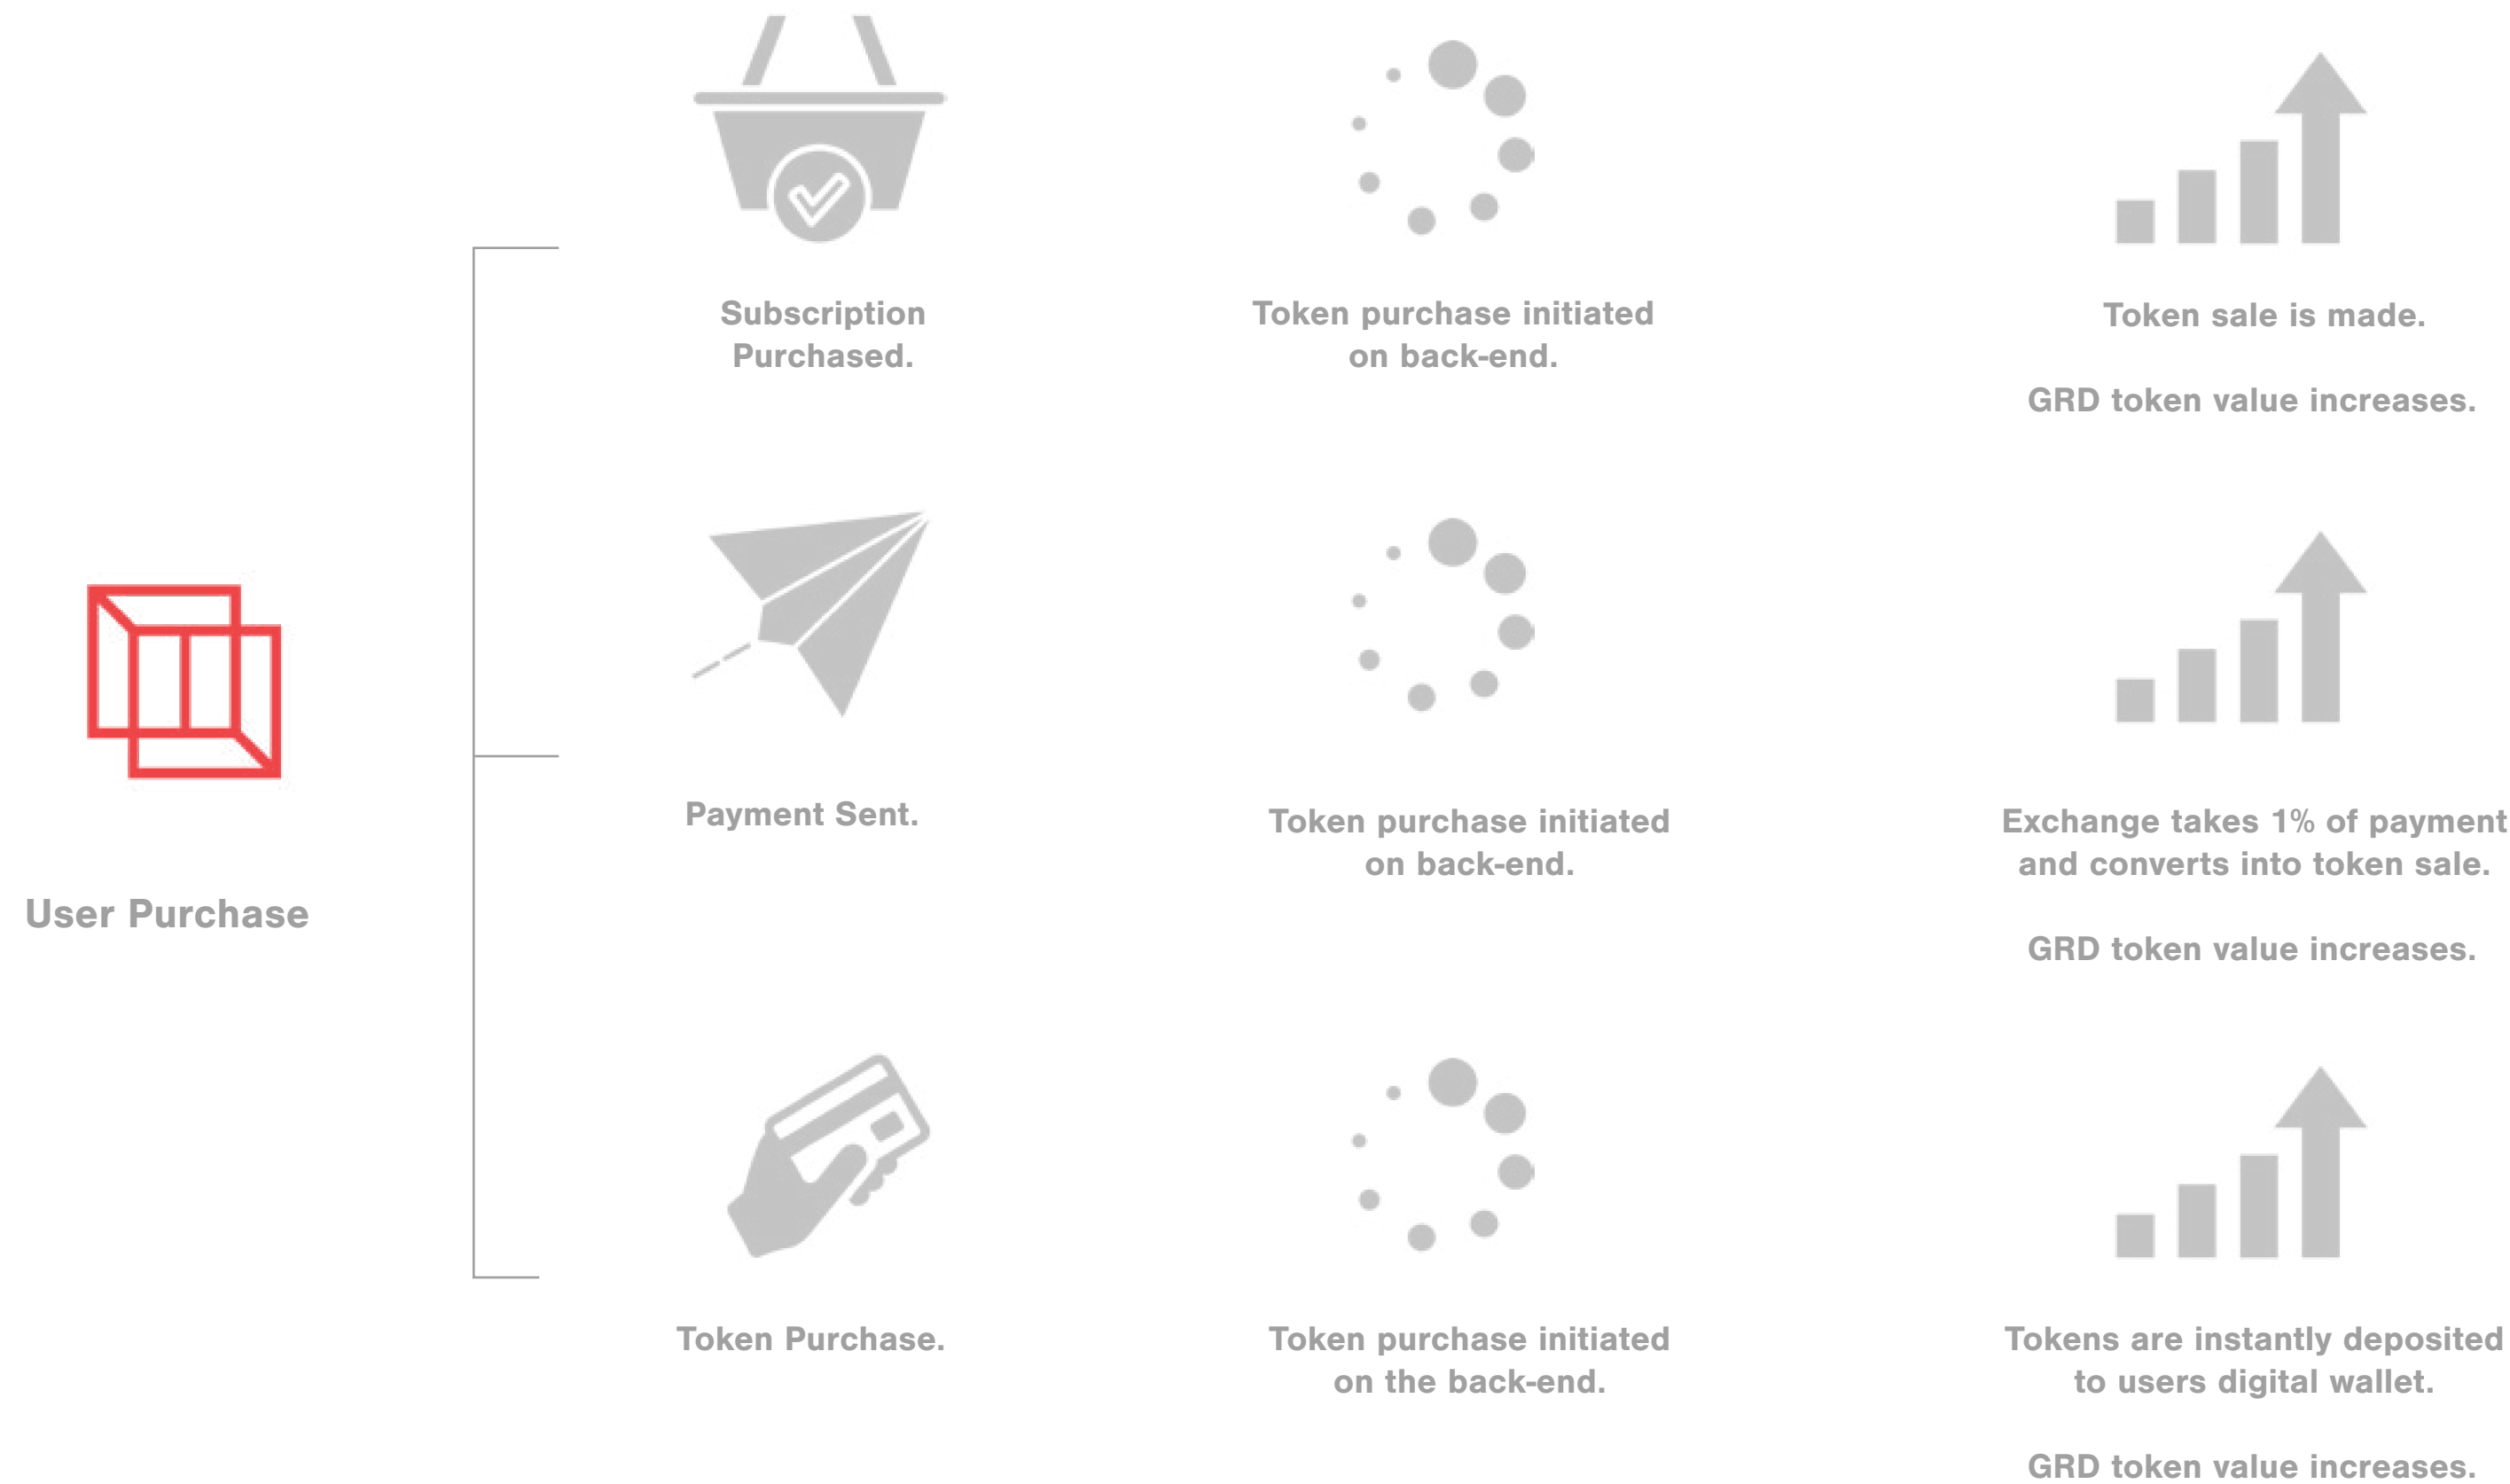 Subscription
Purchased.
Token purchase initiated
on back-end.
Token sale is made.
GRD token value increases.
User Purchase
Payment Sent.
Token purchase initiated
on back-end.
Exchange takes 1% of payment
and converts into token sale.
GRD token value increases.
Token Purchase.
Token purchase initiated
on the back-end.
Tokens are instantly deposited
to users digital wallet.
GRD token value increases.